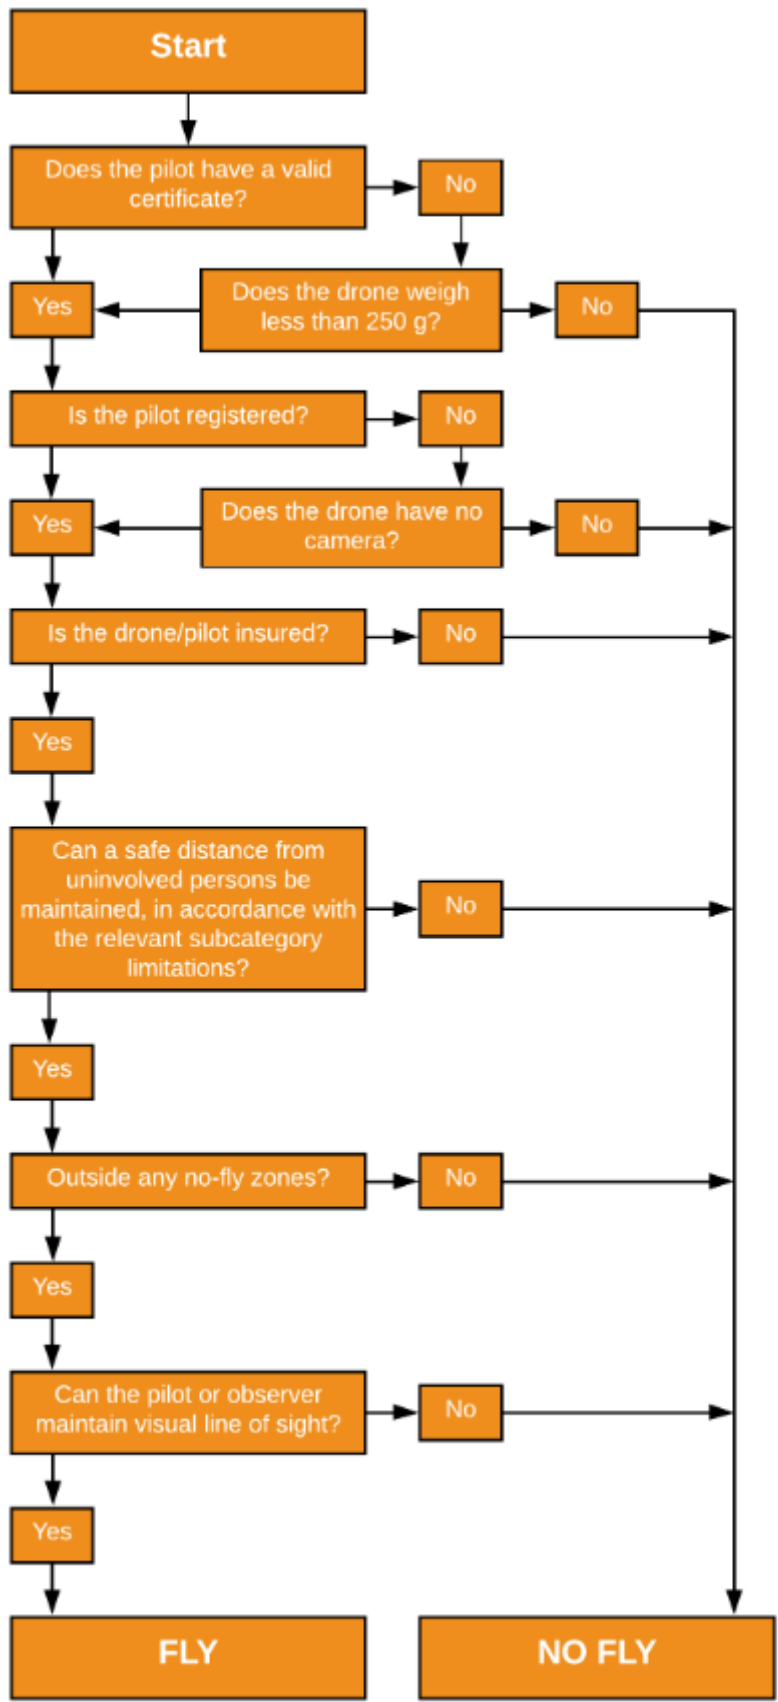 Start
Does the pilot have a valid
certificate?
No
Yes
Does the drone weigh
less than 250 g?
No
Is the pilot registered?
No
Yes
Does the drone have no
camera?
No
Is the drone/pilot insured?
No
Yes
Can a safe distance from
uninvolved persons be
maintained, in accordance with
the relevant subcategory
limitations?
No
Yes
Outside any no-fly zones?
No
Yes
Can the pilot or observer
maintain visual line of sight?
No
Yes
FLY
NO FLY